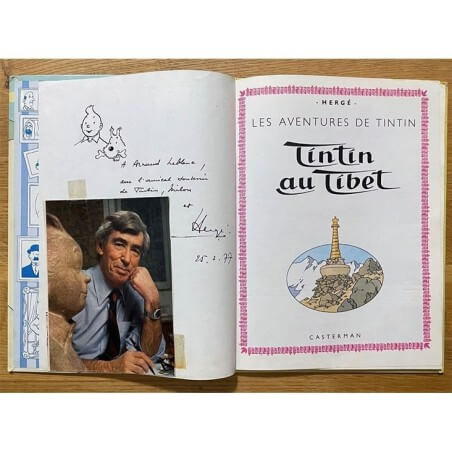 à Arnaud Leblanc,
avec l'amical souvenir
de Tintin, Milou
et
Hergé
25.2.77
· HERGÉ ·
LES AVENTURES DE TINTIN
Tintin
au Tibet
CASTERMAN